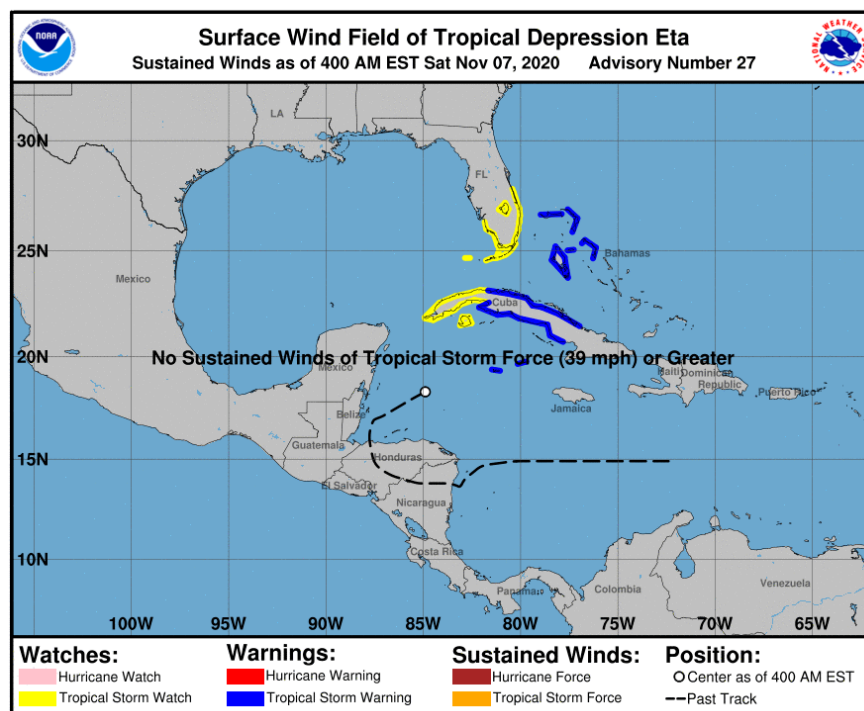 Surface Wind Field of Tropical Depression Eta
Sustained Winds as of 400 AM EST Sat Nov 07, 2020 Advisory Number 27
NOAA
LA
30N
FL
25N
Bahamas
Mexico
Cuba
20N
No Sustained Winds of Tropical Storm Force (39 mph) or Greater
Mexico
Haiti
Dominican
Republic
Puerto Rico
Belize
Jamaica
Guatemala
15N
Honduras
El Salvador
Nicaragua
Costa Rica
10N
Panama
Colombia
Venezuela
100W 95W 90W 85W 80W 75W 70W 65W
Watches: Warnings: Sustained Winds: Position:
Hurricane Watch Hurricane Warning Hurricane Force Center as of 400 AM EST
Tropical Storm Watch Tropical Storm Warning Tropical Storm Force Past Track